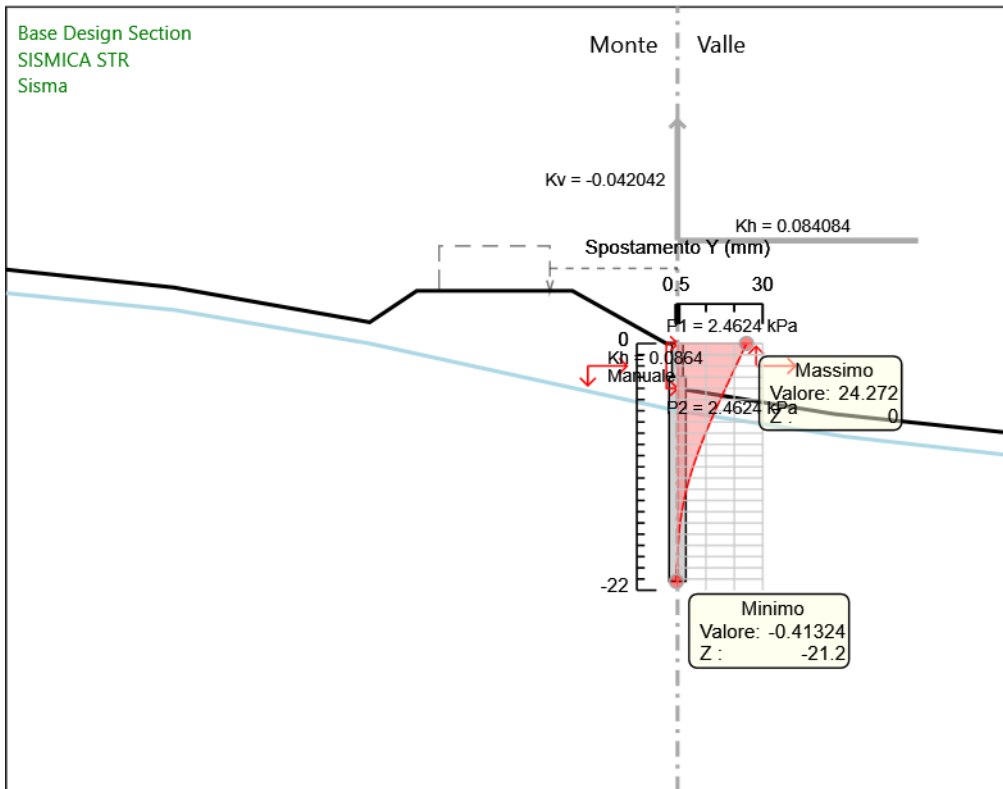 Base Design Section
SISMICA STR
Sisma
Monte Valle
Kv = -0.042042
Kh = 0.084084
Spostamento Y (mm)
0.5 30
P1 = 2.4624 kPa
0
Kh = 0.0864
Manuale
Massimo
Valore: 24.272
Z : 0
P2 = 2.4624 kPa
-22
Minimo
Valore: -0.41324
Z : -21.2